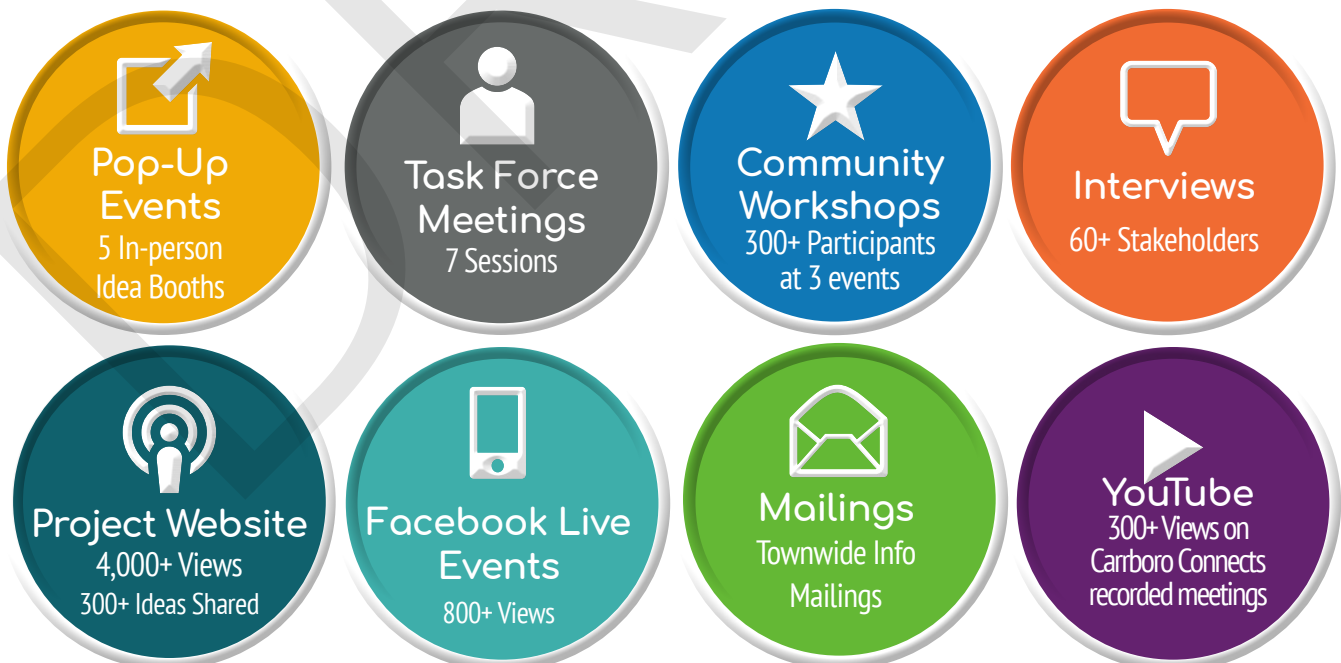 Pop-Up
Events
5 In-person
Idea Booths
Task Force
Meetings
7 Sessions
Community
Workshops
300+ Participants
at 3 events
Interviews
60+ Stakeholders
Project Website
4,000+ Views
300+ Ideas Shared
Facebook Live
Events
800+ Views
Mailings
Townwide Info
Mailings
YouTube
300+ Views on
Carrboro Connects
recorded meetings